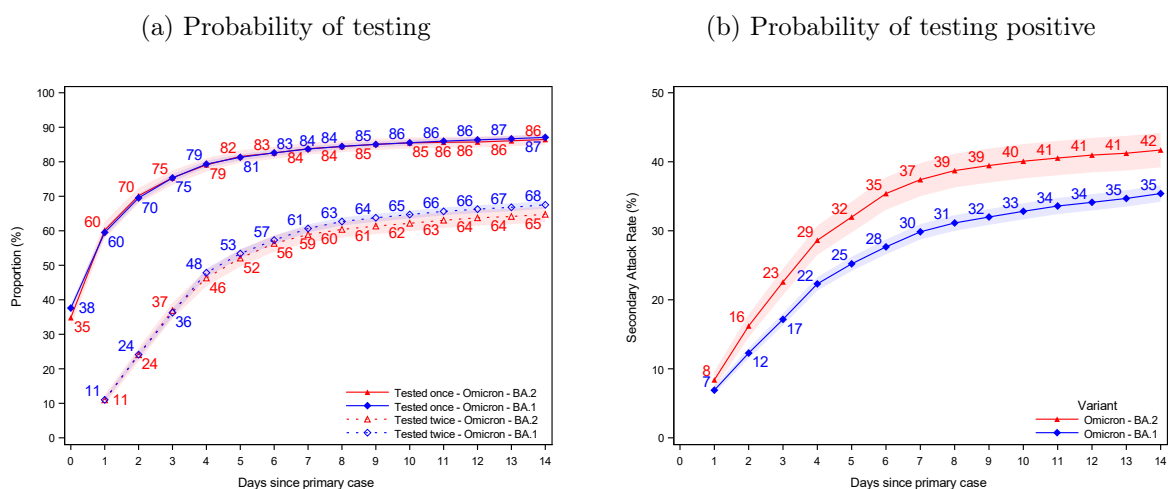 (a) Probability of testing
100
90
80
70
60
50
40
30
20
10
0
Proportion (%)
38 60 70 75 79 81 83 84 84 85 86 86 86 87 87
35 60 70 75 79 82 83 84 84 85 85 86 86 86 86
11 24 36 48 53 57 61 63 64 65 66 66 67 68
11 24 37 46 52 56 59 60 61 62 63 64 64 65
Tested once - Omicron - BA.2
Tested once - Omicron - BA.1
Tested twice - Omicron - BA.2
Tested twice - Omicron - BA.1
0 1 2 3 4 5 6 7 8 9 10 11 12 13 14
Days since primary case
(b) Probability of testing positive
50
40
30
20
10
0
Secondary Attack Rate (%)
8 16 23 29 32 35 37 39 39 40 41 41 41 42
7 12 17 22 25 28 30 31 32 33 34 34 35 35
Variant
Omicron - BA.2
Omicron - BA.1
0 1 2 3 4 5 6 7 8 9 10 11 12 13 14
Days since primary case